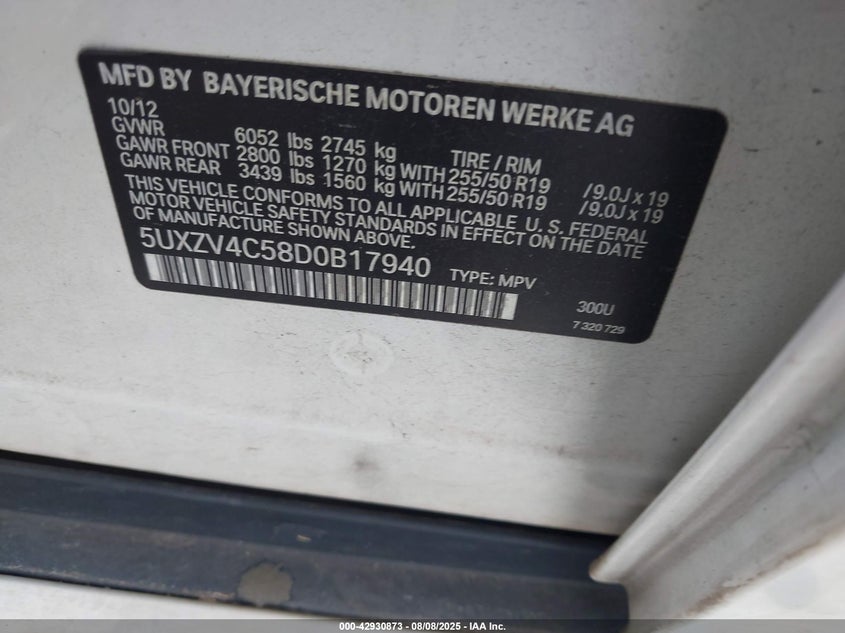 MFD BY BAYERISCHE MOTOREN WERKE AG
10/12
GVWR 6052 lbs 2745 kg TIRE / RIM
GAWR FRONT 2800 lbs 1270 kg WITH 255/50 R19 /9.0J x 19
GAWR REAR 3439 lbs 1560 kg WITH 255/50 R19 /9.0J x 19
THIS VEHICLE CONFORMS TO ALL APPLICABLE U. S. FEDERAL
MOTOR VEHICLE SAFETY STANDARDS IN EFFECT ON THE DATE
OF MANUFACTURE SHOWN ABOVE.
5UXZV4C58D0B17940 TYPE: MPV
300U
7 320 729
000-42930873 - 08/08/2025 - IAA Inc.